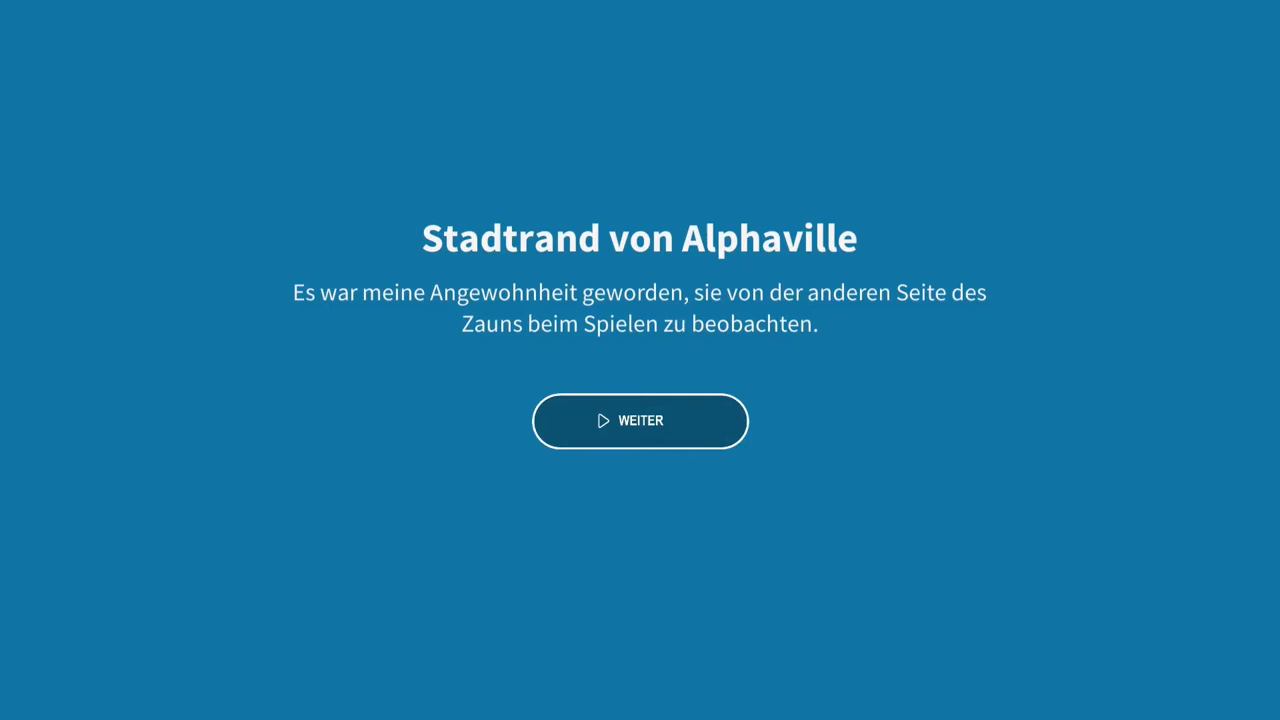 Stadtrand von Alphaville
Es war meine Angewohnheit geworden, sie von der anderen Seite des
Zauns beim Spielen zu beobachten.
WEITER